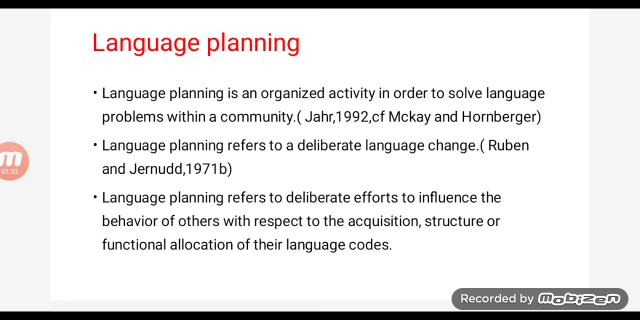 Language planning
• Language planning is an organized activity in order to solve language
problems within a community.( Jahr,1992,cf Mckay and Hornberger)
• Language planning refers to a deliberate language change.( Ruben
and Jernudd,1971b)
• Language planning refers to deliberate efforts to influence the
behavior of others with respect to the acquisition, structure or
functional allocation of their language codes.
01:33
Recorded by mobizen